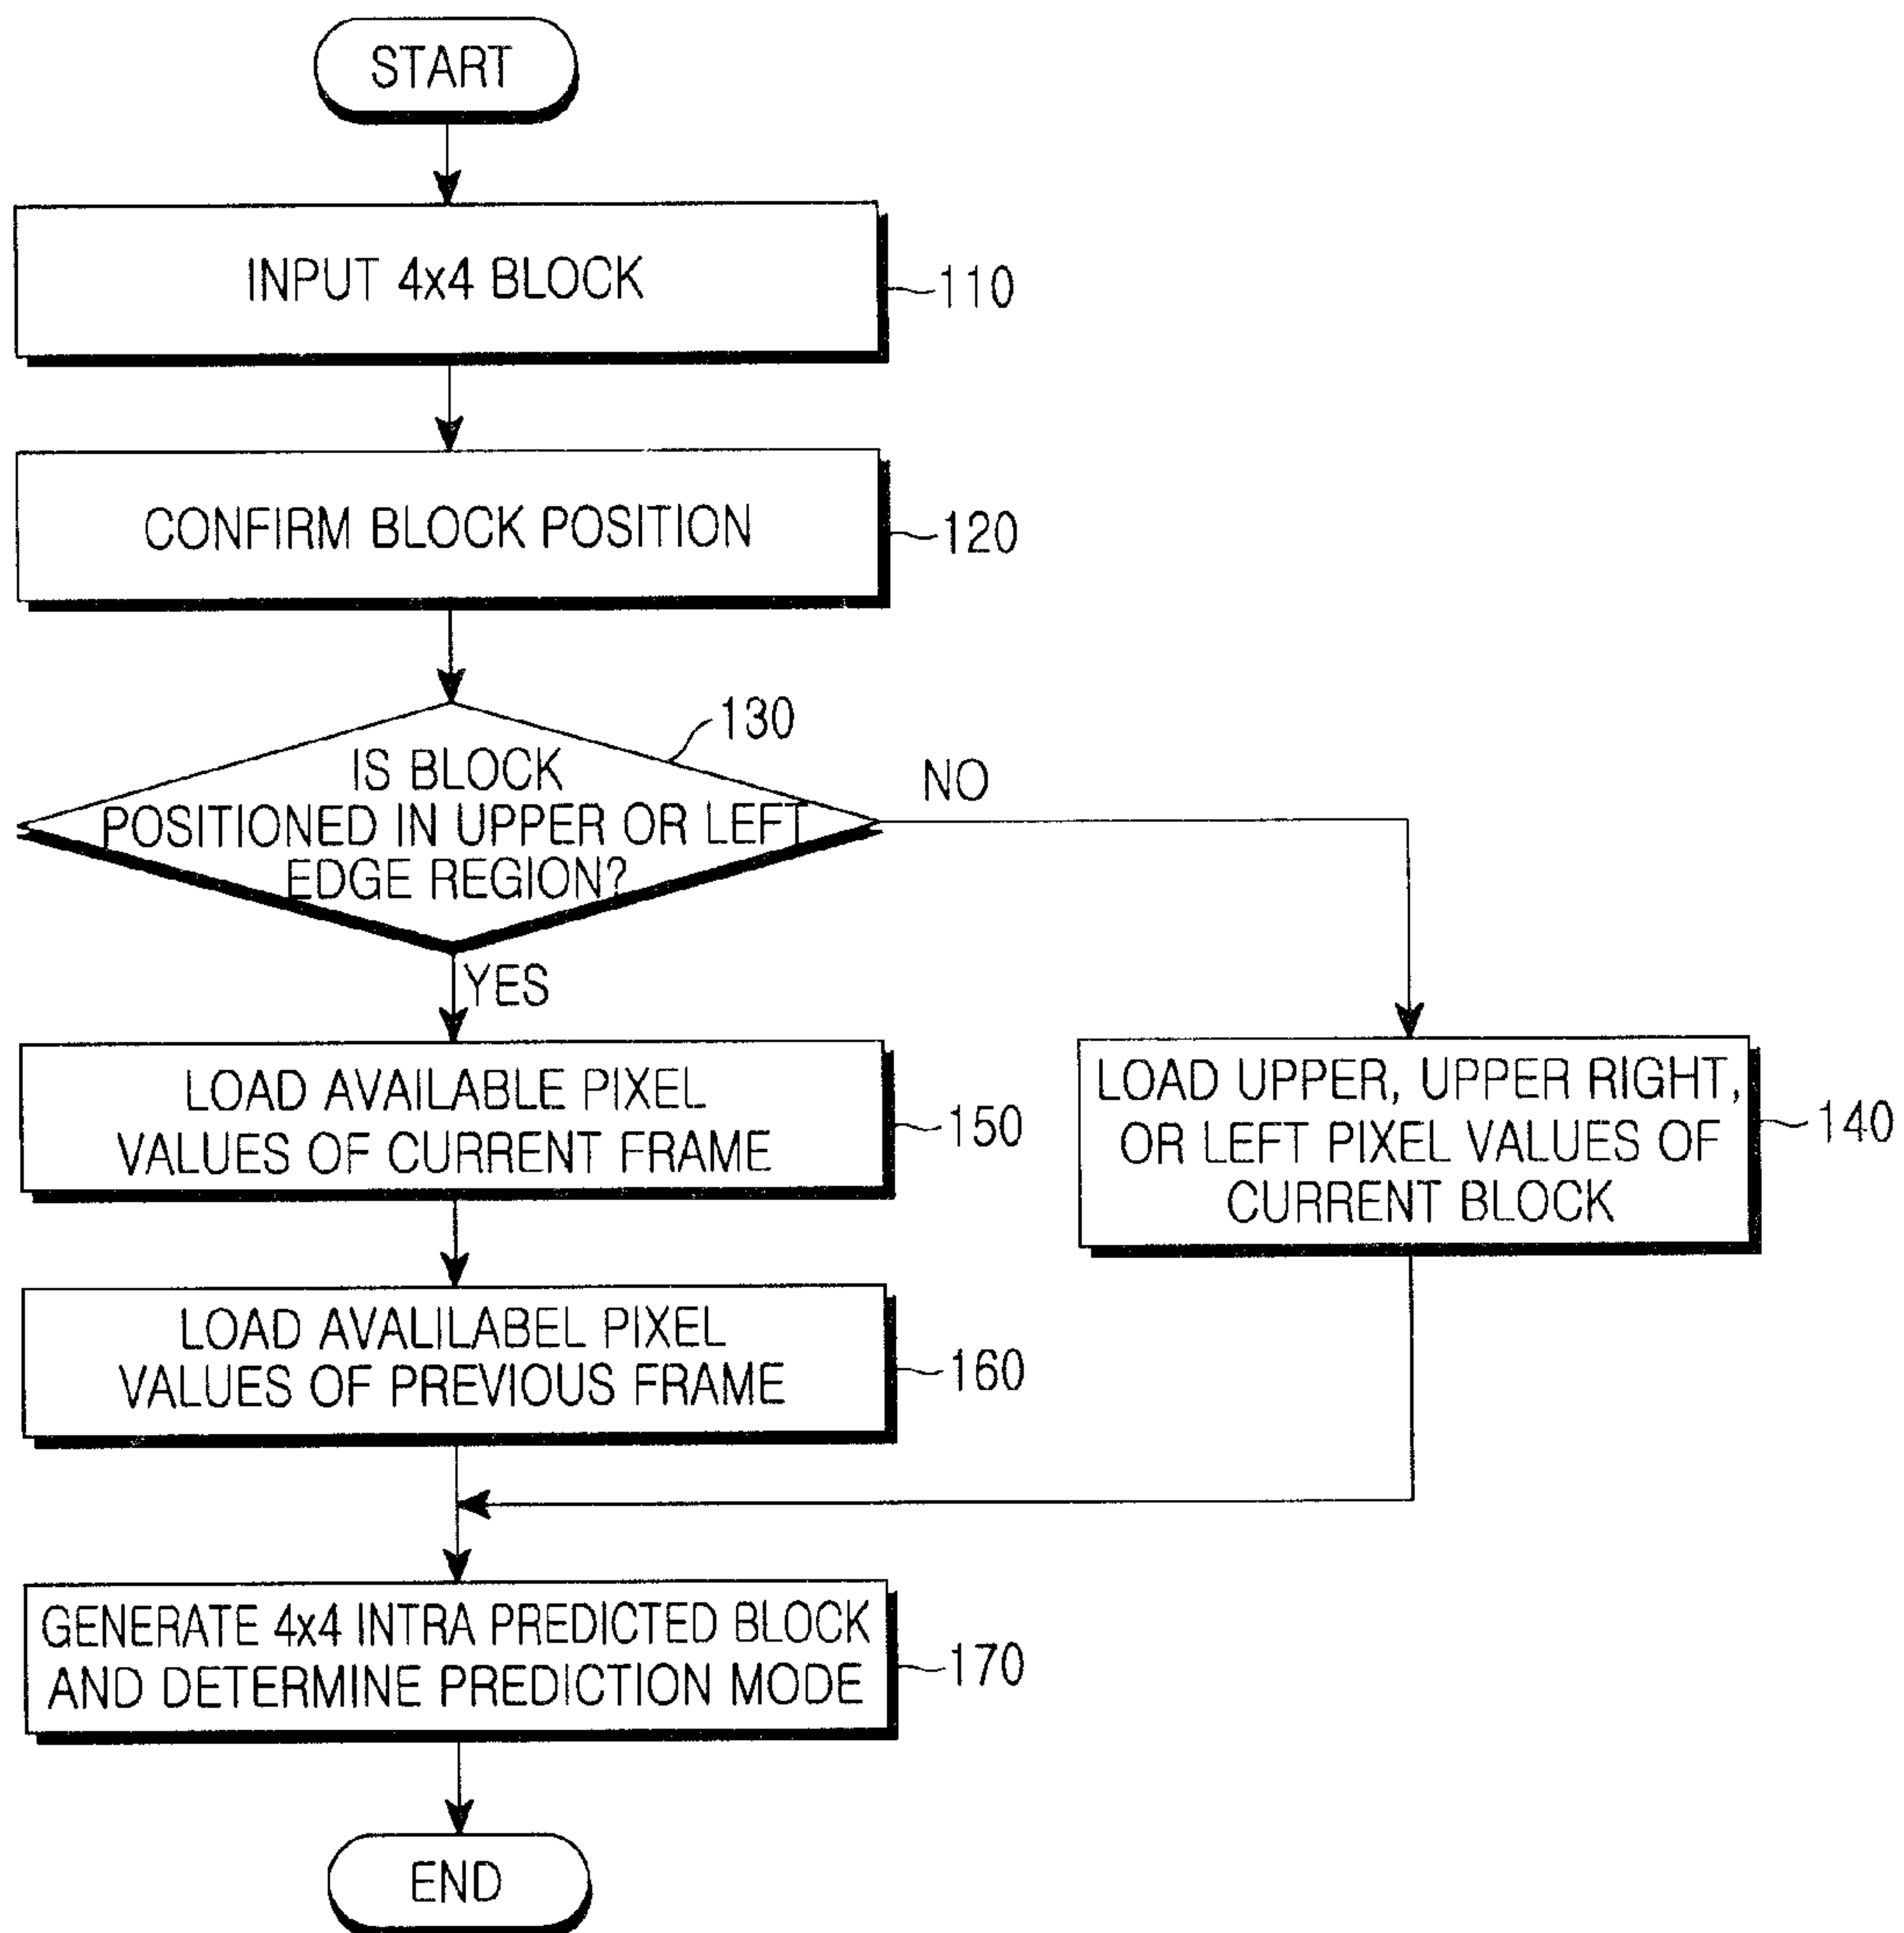 START
INPUT 4x4 BLOCK
110
CONFIRM BLOCK POSITION
120
130
IS BLOCK
POSITIONED IN UPPER OR LEFT
EDGE REGION?
NO
YES
LOAD AVAILABLE PIXEL
VALUES OF CURRENT FRAME
150
LOAD UPPER, UPPER RIGHT,
OR LEFT PIXEL VALUES OF
CURRENT BLOCK
140
LOAD AVALILABEL PIXEL
VALUES OF PREVIOUS FRAME
160
GENERATE 4x4 INTRA PREDICTED BLOCK
AND DETERMINE PREDICTION MODE
170
END